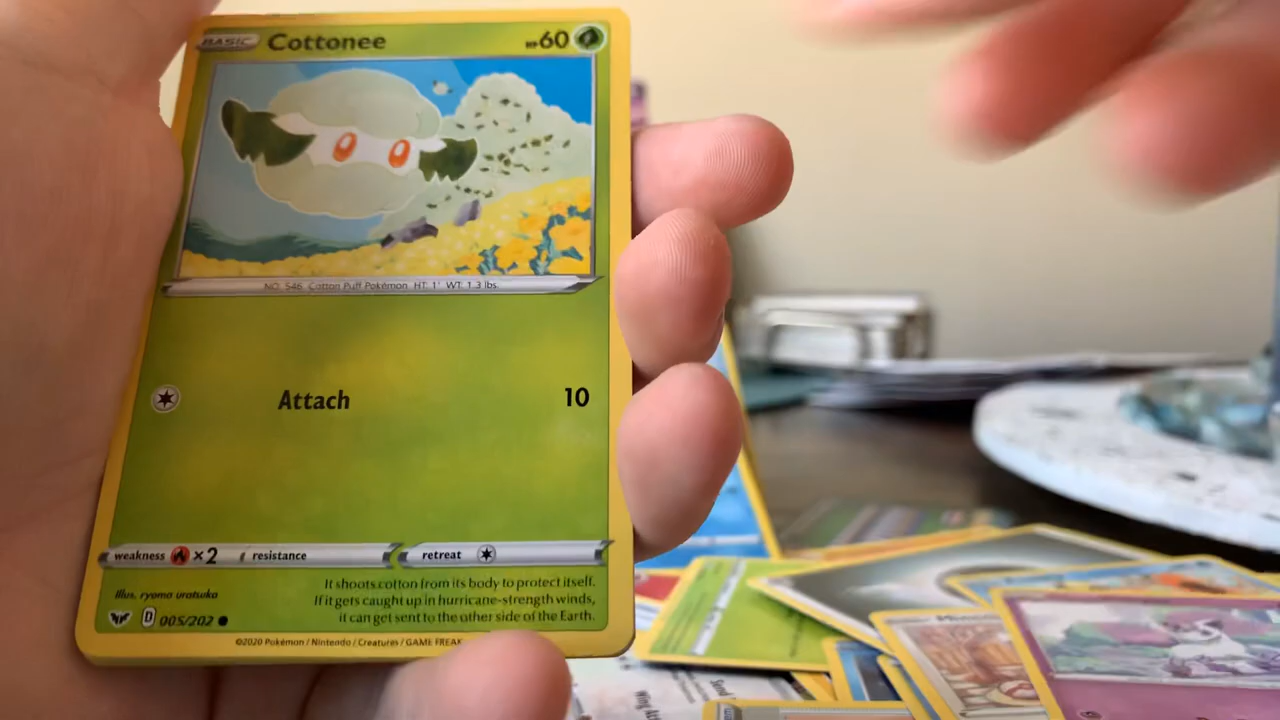 BASIC Cottonee HP60
NO. 546 Cotton Puff Pokémon HT: 1' WT: 1.3 lbs.
Attach 10
weakness ×2 resistance retreat
Illus. ryoma uratsuka
It shoots cotton from its body to protect itself.
If it gets caught up in hurricane-strength winds,
it can get sent to the other side of the Earth.
D 005/202
©2020 Pokémon / Nintendo / Creatures / GAME FREAK